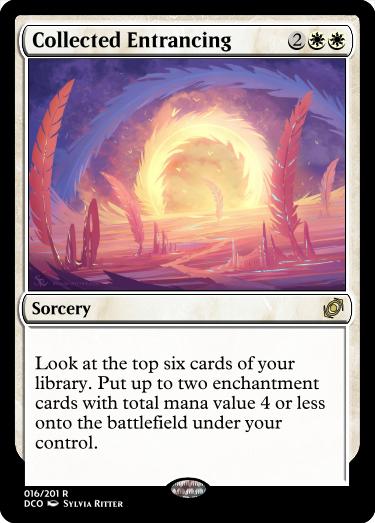 Collected Entrancing 2
Sorcery
Look at the top six cards of your
library. Put up to two enchantment
cards with total mana value 4 or less
onto the battlefield under your
control.
016/201 R
DCO Sylvia Ritter